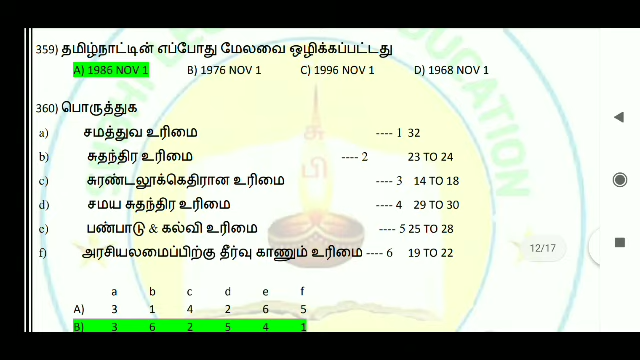 359) தமிழ்நாட்டின் எப்போது மேலவை ஒழிக்கப்பட்டது
A) 1986 NOV 1 B) 1976 NOV 1 C) 1996 NOV 1 D) 1968 NOV 1
360) பொருத்துக
a) சமத்துவ உரிமை ---- 1 32
b) சுதந்திர உரிமை ---- 2 23 TO 24
c) சுரண்டலுக்கெதிரான உரிமை ---- 3 14 TO 18
d) சமய சுதந்திர உரிமை ---- 4 29 TO 30
e) பண்பாடு & கல்வி உரிமை ---- 5 25 TO 28
f) அரசியலமைப்பிற்கு தீர்வு காணும் உரிமை ---- 6 19 TO 22
12/17
a b c d e f
A) 3 1 4 2 6 5
B) 3 6 2 5 4 1